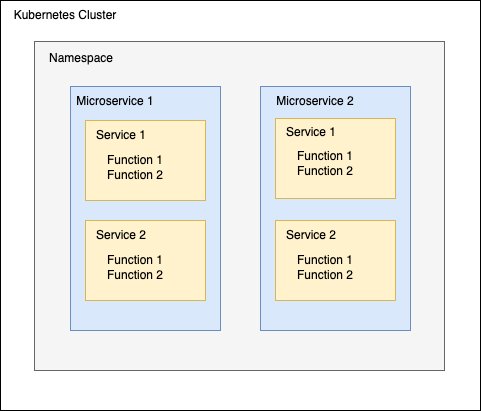 Kubernetes Cluster
Namespace
Microservice 1
Service 1
Function 1
Function 2
Service 2
Function 1
Function 2
Microservice 2
Service 1
Function 1
Function 2
Service 2
Function 1
Function 2